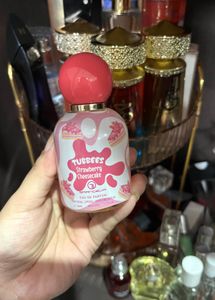 TUBBEES
Strawberry
Cheesecake
EAU DE PARFUM